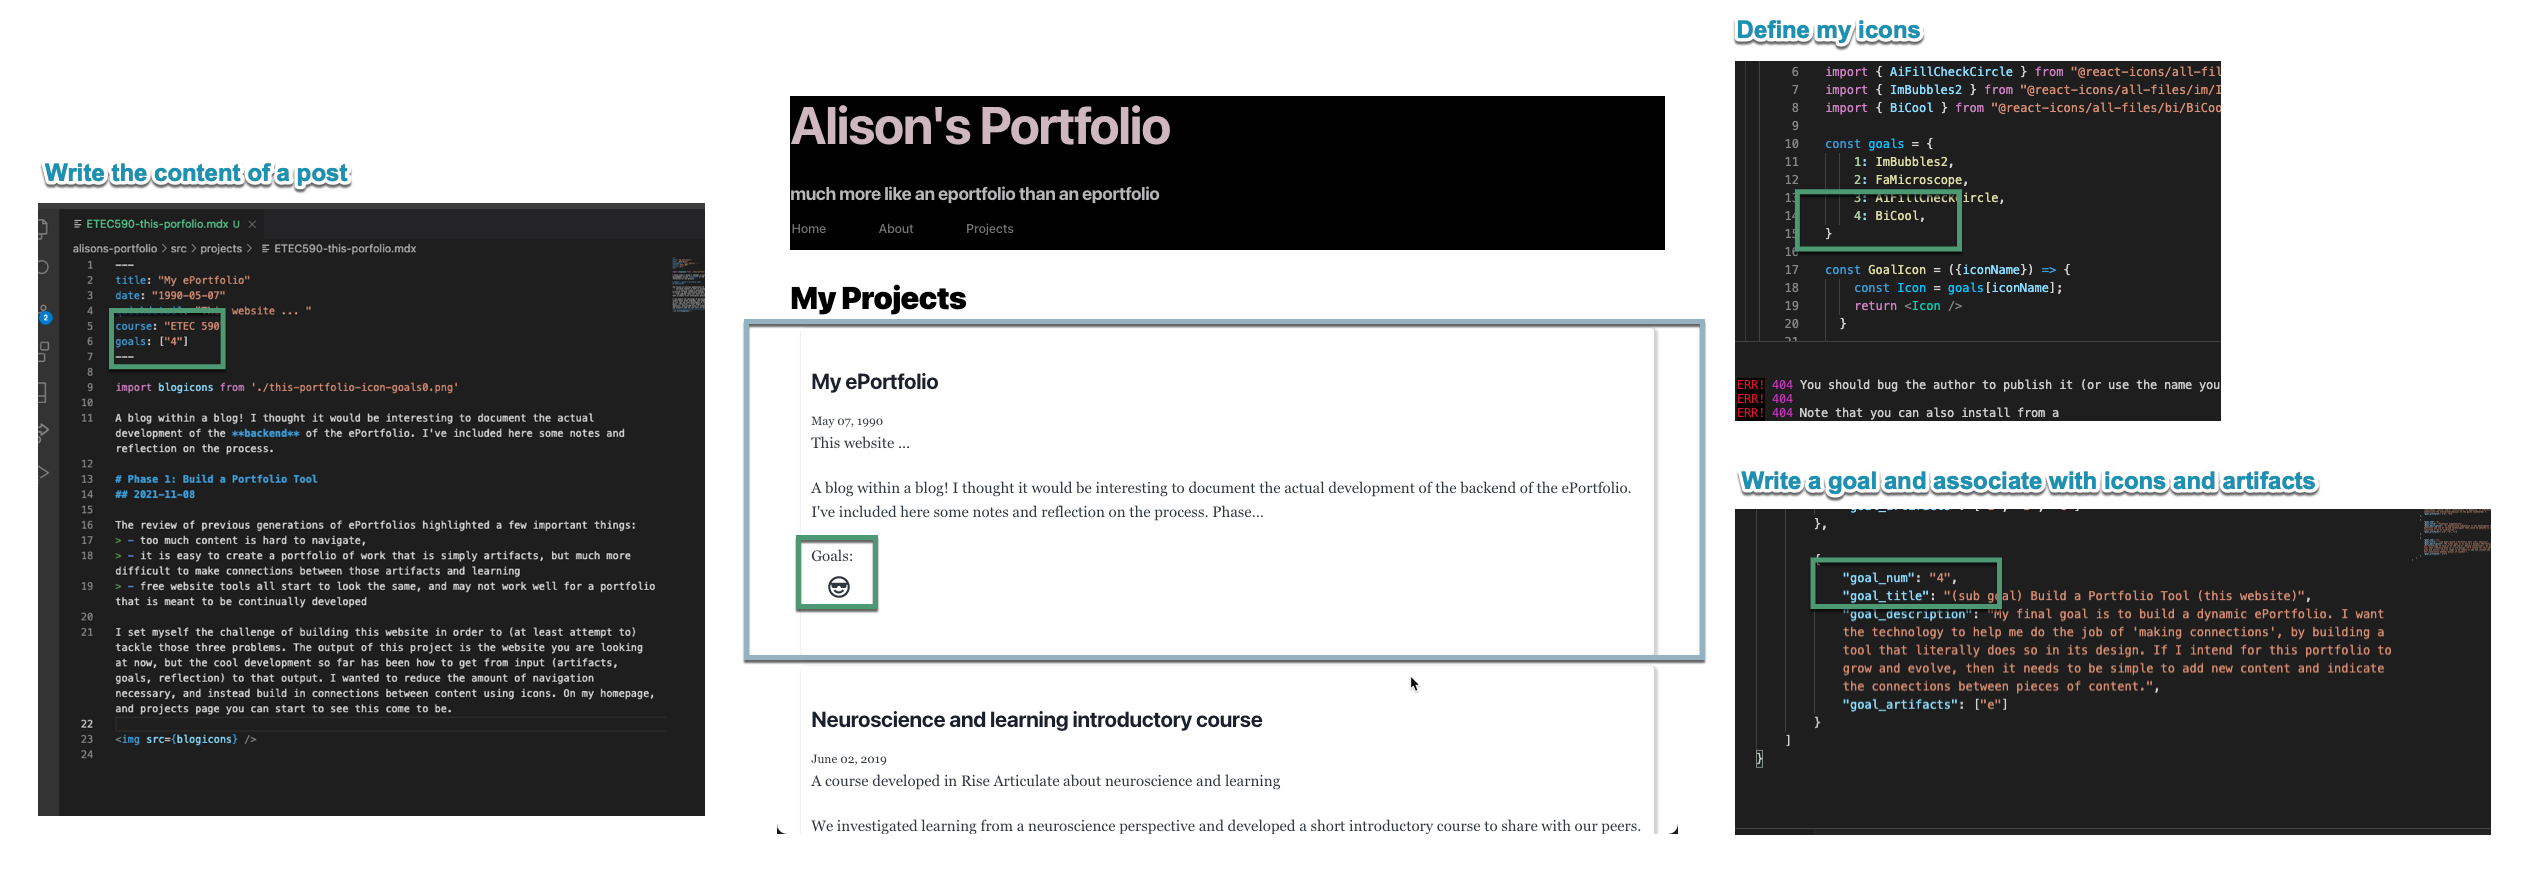 Write the content of a post
ETEC590-this-porfolio.mdx U
alisons-portfolio > src > projects > ETEC590-this-porfolio.mdx
1 ---
2 title: "My ePortfolio"
3 date: "1990-05-07"
4 website ... "
5 course: "ETEC 590
6 goals: ["4"]
7 ---
8
9 import blogicons from './this-portfolio-icon-goals0.png'
10
11 A blog within a blog! I thought it would be interesting to document the actual
development of the **backend** of the ePortfolio. I've included here some notes and
reflection on the process.
12
13 # Phase 1: Build a Portfolio Tool
14 ## 2021-11-08
15
16 The review of previous generations of ePortfolios highlighted a few important things:
17 > - too much content is hard to navigate,
18 > - it is easy to create a portfolio of work that is simply artifacts, but much more
difficult to make connections between those artifacts and learning
19 > - free website tools all start to look the same, and may not work well for a portfolio
that is meant to be continually developed
20
21 I set myself the challenge of building this website in order to (at least attempt to)
tackle those three problems. The output of this project is the website you are looking
at now, but the cool development so far has been how to get from input (artifacts,
goals, reflection) to that output. I wanted to reduce the amount of navigation
necessary, and instead build in connections between content using icons. On my homepage,
and projects page you can start to see this come to be.
22
23 <img src={blogicons} />
24
2
Alison's Portfolio
much more like an eportfolio than an eportfolio
Home About Projects
My Projects
My ePortfolio
May 07, 1990
This website ...
A blog within a blog! I thought it would be interesting to document the actual development of the backend of the ePortfolio.
I've included here some notes and reflection on the process. Phase...
Goals:
Neuroscience and learning introductory course
June 02, 2019
A course developed in Rise Articulate about neuroscience and learning
We investigated learning from a neuroscience perspective and developed a short introductory course to share with our peers.
Define my icons
6 import { AiFillCheckCircle } from "@react-icons/all-fil
7 import { ImBubbles2 } from "@react-icons/all-files/im/I
8 import { BiCool } from "@react-icons/all-files/bi/BiCoo
9
10 const goals = {
11 1: ImBubbles2,
12 2: FaMicroscope,
13 3: AiFillCheckCircle,
14 4: BiCool,
15 }
16
17 const GoalIcon = ({iconName}) => {
18 const Icon = goals[iconName];
19 return <Icon />
20 }
21
ERR! 404 You should bug the author to publish it (or use the name you
ERR! 404
ERR! 404 Note that you can also install from a
Write a goal and associate with icons and artifacts
},
{
"goal_num": "4",
"goal_title": "(sub goal) Build a Portfolio Tool (this website)",
"goal_description": "My final goal is to build a dynamic ePortfolio. I want
the technology to help me do the job of 'making connections', by building a
tool that literally does so in its design. If I intend for this portfolio to
grow and evolve, then it needs to be simple to add new content and indicate
the connections between pieces of content.",
"goal_artifacts": ["e"]
}
]
}